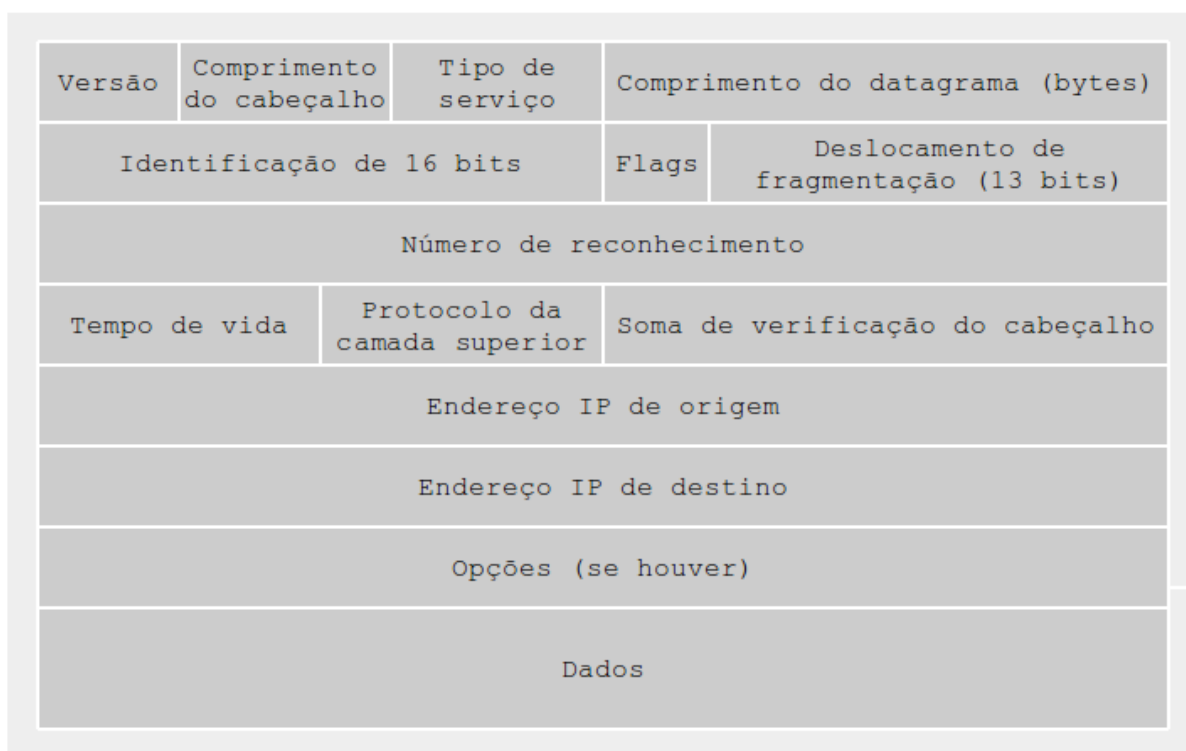 Versão
Comprimento
do cabeçalho
Tipo de
serviço
Comprimento do datagrama (bytes)
Identificação de 16 bits
Flags
Deslocamento de
fragmentação (13 bits)
Número de reconhecimento
Tempo de vida
Protocolo da
camada superior
Soma de verificação do cabeçalho
Endereço IP de origem
Endereço IP de destino
Opções (se houver)
Dados